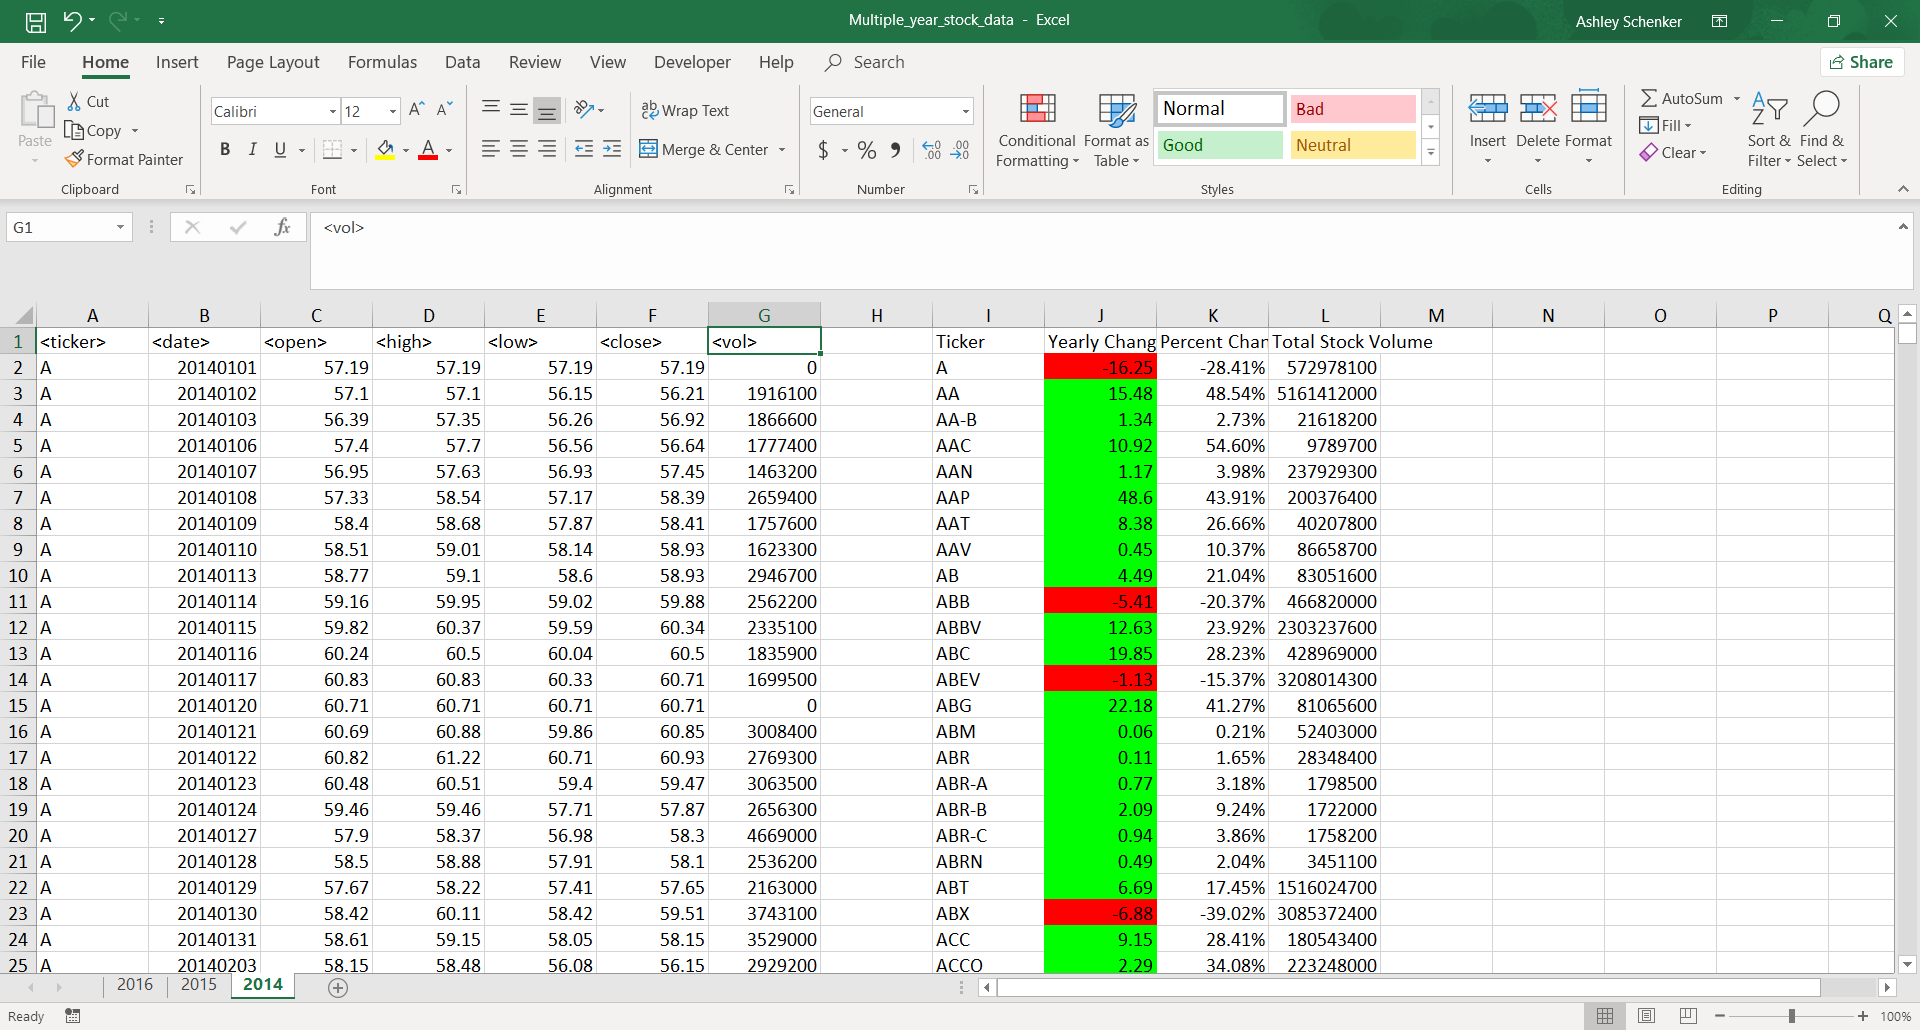 Multiple_year_stock_data - Excel
Ashley Schenker
File Home Insert Page Layout Formulas Data Review View Developer Help Search Share
Paste
Cut
Copy
Format Painter
Clipboard
Calibri 12
B I U
Font
Wrap Text
Merge & Center
Alignment
General
$ % 9
Number
Conditional Formatting
Format as Table
Normal Bad
Good Neutral
Styles
Insert Delete Format
Cells
AutoSum
Fill
Clear
Sort & Filter
Find & Select
Editing
G1 fx <vol>
A B C D E F G H I J K L M N O P Q
1 <ticker> <date> <open> <high> <low> <close> <vol> Ticker Yearly Chang Percent Chan Total Stock Volume
2 A 20140101 57.19 57.19 57.19 57.19 0 A -16.25 -28.41% 572978100
3 A 20140102 57.1 57.1 56.15 56.21 1916100 AA 15.48 48.54% 5161412000
4 A 20140103 56.39 57.35 56.26 56.92 1866600 AA-B 1.34 2.73% 21618200
5 A 20140106 57.4 57.7 56.56 56.64 1777400 AAC 10.92 54.60% 9789700
6 A 20140107 56.95 57.63 56.93 57.45 1463200 AAN 1.17 3.98% 237929300
7 A 20140108 57.33 58.54 57.17 58.39 2659400 AAP 48.6 43.91% 200376400
8 A 20140109 58.4 58.68 57.87 58.41 1757600 AAT 8.38 26.66% 40207800
9 A 20140110 58.51 59.01 58.14 58.93 1623300 AAV 0.45 10.37% 86658700
10 A 20140113 58.77 59.1 58.6 58.93 2946700 AB 4.49 21.04% 83051600
11 A 20140114 59.16 59.95 59.02 59.88 2562200 ABB -5.41 -20.37% 466820000
12 A 20140115 59.82 60.37 59.59 60.34 2335100 ABBV 12.63 23.92% 2303237600
13 A 20140116 60.24 60.5 60.04 60.5 1835900 ABC 19.85 28.23% 428969000
14 A 20140117 60.83 60.83 60.33 60.71 1699500 ABEV -1.13 -15.37% 3208014300
15 A 20140120 60.71 60.71 60.71 60.71 0 ABG 22.18 41.27% 81065600
16 A 20140121 60.69 60.88 59.86 60.85 3008400 ABM 0.06 0.21% 52403000
17 A 20140122 60.82 61.22 60.71 60.93 2769300 ABR 0.11 1.65% 28348400
18 A 20140123 60.48 60.51 59.4 59.47 3063500 ABR-A 0.77 3.18% 1798500
19 A 20140124 59.46 59.46 57.71 57.87 2656300 ABR-B 2.09 9.24% 1722000
20 A 20140127 57.9 58.37 56.98 58.3 4669000 ABR-C 0.94 3.86% 1758200
21 A 20140128 58.5 58.88 57.91 58.1 2536200 ABRN 0.49 2.04% 3451100
22 A 20140129 57.67 58.22 57.41 57.65 2163000 ABT 6.69 17.45% 1516024700
23 A 20140130 58.42 60.11 58.42 59.51 3743100 ABX -6.88 -39.02% 3085372400
24 A 20140131 58.61 59.15 58.05 58.15 3529000 ACC 9.15 28.41% 180543400
25 A 20140203 58.15 58.48 56.08 56.15 2929200 ACCO 2.29 34.08% 223248000
2016 2015 2014
Ready 100%